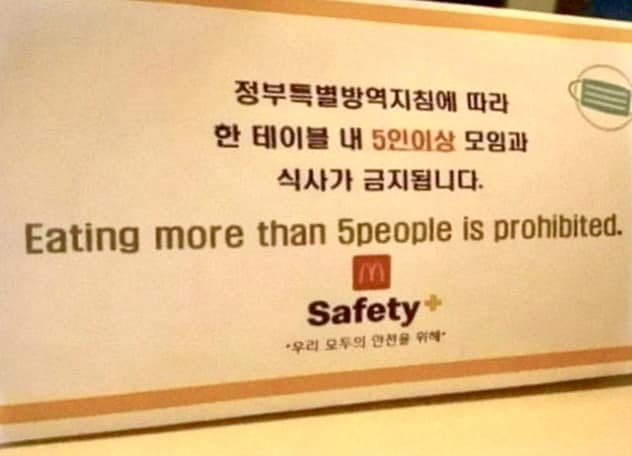 정부특별방역지침에 따라
한 테이블 내 5인이상 모임과
식사가 금지됩니다.
Eating more than 5people is prohibited.
M
Safety+
"우리 모두의 안전을 위해"